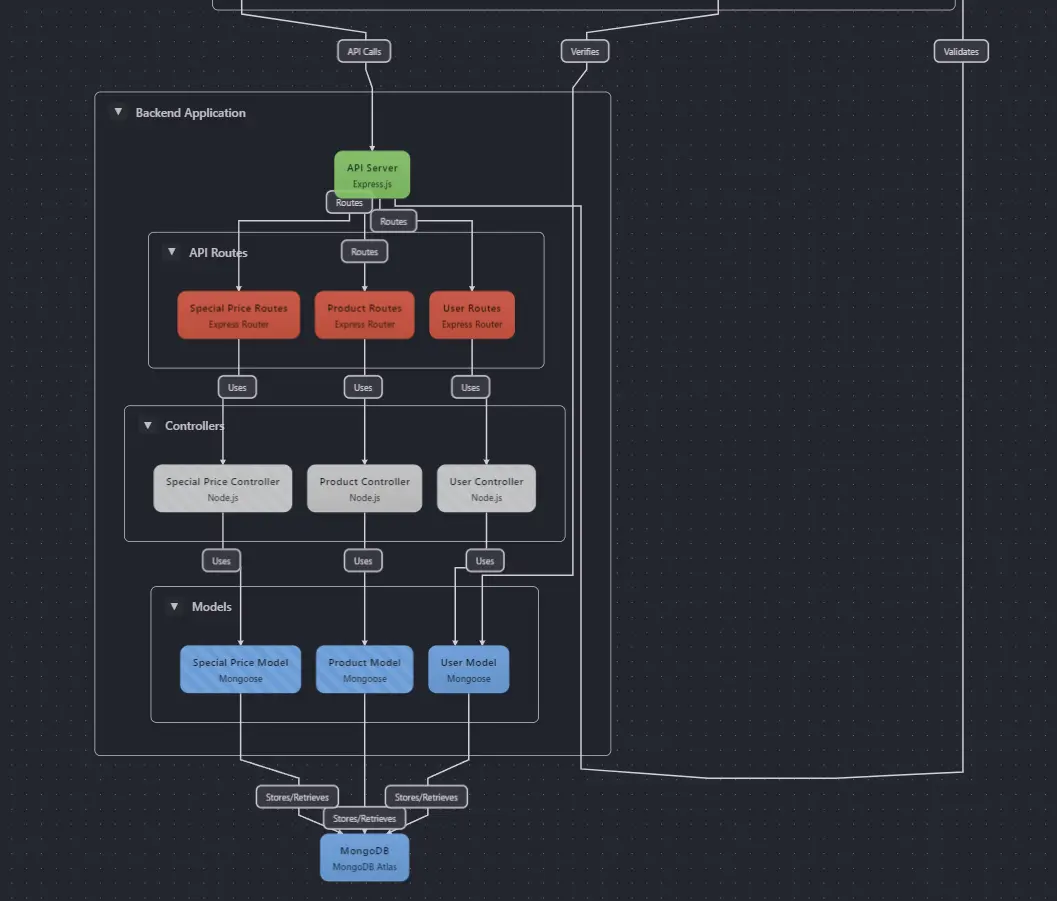 API Calls
Verifies
Validates
Backend Application
API Server
Express.js
Routes
Routes
Routes
API Routes
Special Price Routes
Express Router
Product Routes
Express Router
User Routes
Express Router
Uses
Uses
Uses
Controllers
Special Price Controller
Node.js
Product Controller
Node.js
User Controller
Node.js
Uses
Uses
Uses
Models
Special Price Model
Mongoose
Product Model
Mongoose
User Model
Mongoose
Stores/Retrieves
Stores/Retrieves
Stores/Retrieves
MongoDB
MongoDB Atlas